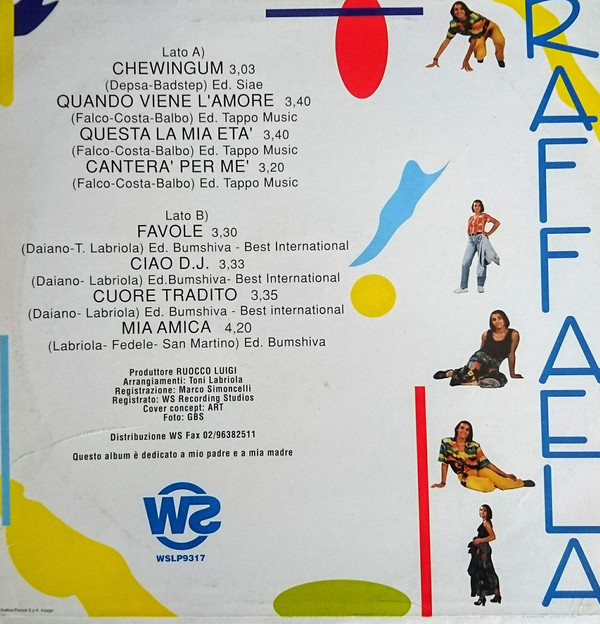 Lato A)
CHEWINGUM 3,03
(Depsa-Badstep) Ed. Siae
QUANDO VIENE L'AMORE 3,40
(Falco-Costa-Balbo) Ed. Tappo Music
QUESTA LA MIA ETA' 3,40
(Falco-Costa-Balbo) Ed. Tappo Music
CANTERA' PER ME' 3,20
(Falco-Costa-Balbo) Ed. Tappo Music
Lato B)
FAVOLE 3,30
(Daiano-T. Labriola) Ed. Bumshiva - Best International
CIAO D.J. 3,33
(Daiano- Labriola) Ed.Bumshiva- Best International
CUORE TRADITO 3,35
(Daiano- Labriola) Ed. Bumshiva - Best international
MIA AMICA 4,20
(Labriola- Fedele- San Martino) Ed. Bumshiva
Produttore RUOCCO LUIGI
Arrangiamenti: Toni Labriola
Registrazione: Marco Simoncelli
Registrato: WS Recording Studios
Cover concept: ART
Foto: GBS
Distribuzione WS Fax 02/96382511
Questo album è dedicato a mio padre e a mia madre
WS
WSLP9317
RAFFAELA